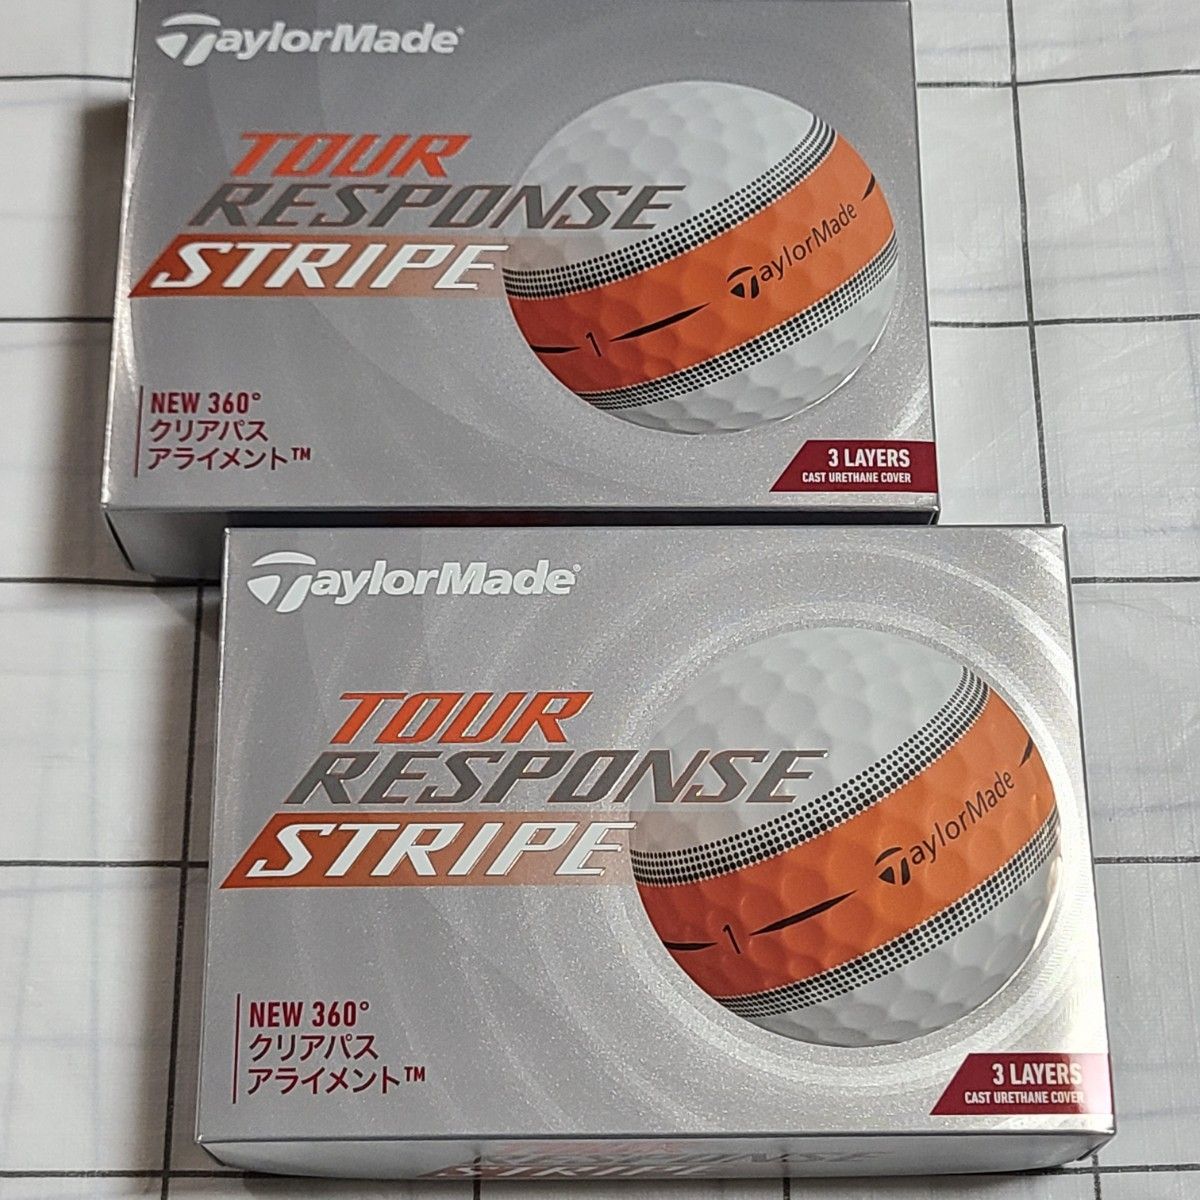 TaylorMade
TOUR
RESPONSE
STRIPE
TaylorMade
1
NEW 360°
クリアパス
アライメント™
3 LAYERS
CAST URETHANE COVER
TaylorMade
TOUR
RESPONSE
STRIPE
TaylorMade
1
NEW 360°
クリアパス
アライメント™
3 LAYERS
CAST URETHANE COVER
RESPONSE
STRIPE